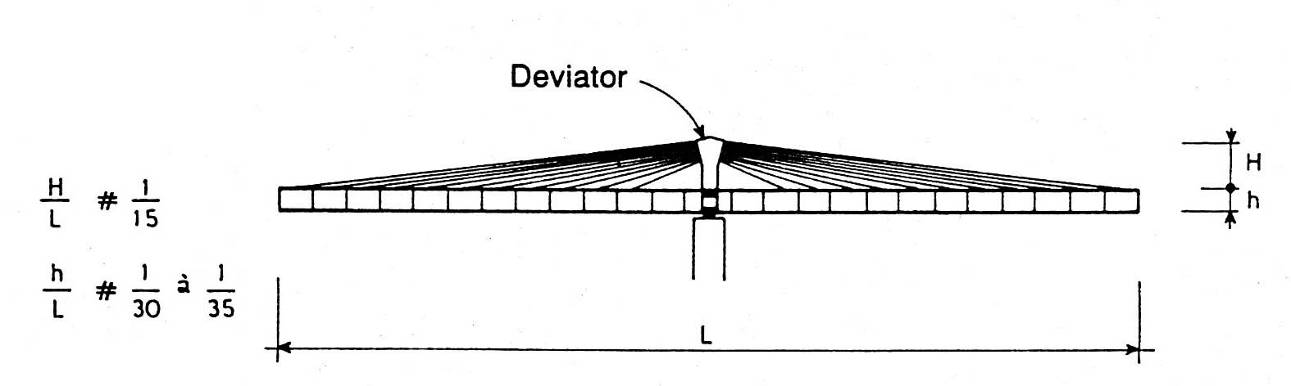 Deviator
H/L # 1/15
h/L # 1/30 à 1/35
H
h
L